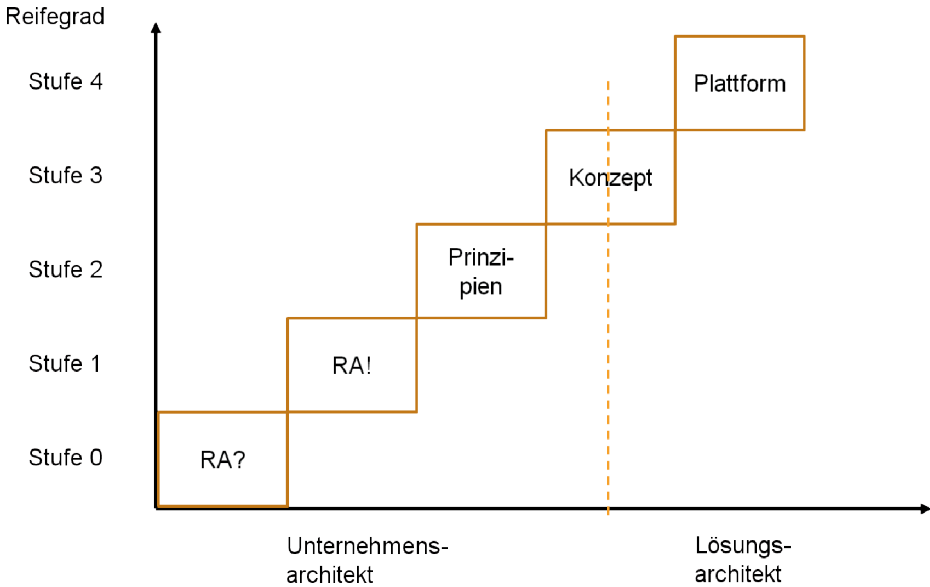 Reifegrad
Stufe 4
Plattform
Stufe 3
Konzept
Stufe 2
Prinzi-
pien
Stufe 1
RA!
Stufe 0
RA?
Unternehmens-
architekt
Lösungs-
architekt